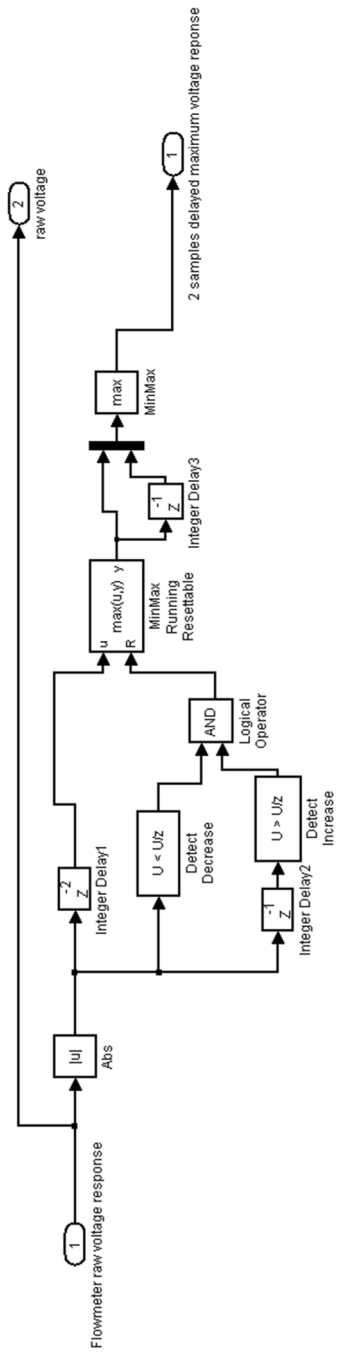 2
raw voltage
1
Flowmeter raw voltage response
|u|
Abs
-2
Z
Integer Delay1
U < U/z
Detect
Decrease
-1
Z
Integer Delay2
U > U/z
Detect
Increase
AND
Logical
Operator
u
R
max(u,y)
y
MinMax
Running
Resettable
-1
Z
Integer Delay3
max
MinMax
1
2 samples delayed maximum voltage reponse